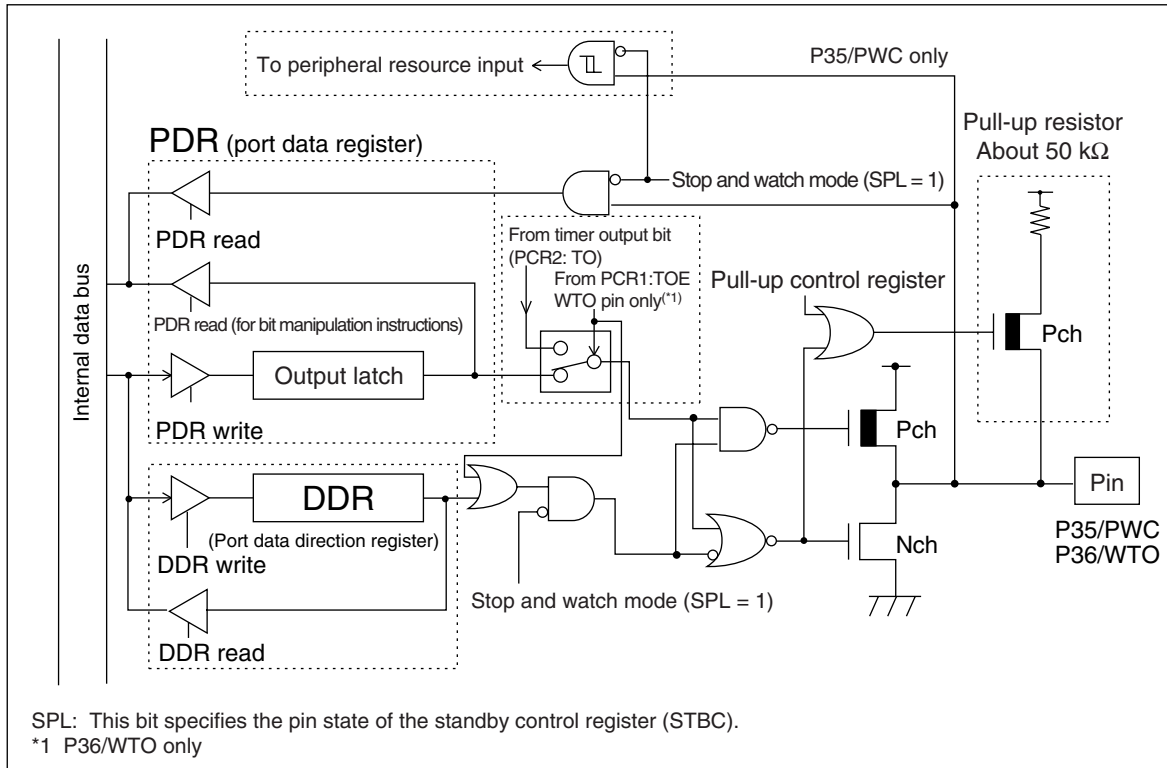 To peripheral resource input
P35/PWC only
Pull-up resistor
About 50 kΩ
PDR (port data register)
Stop and watch mode (SPL = 1)
PDR read
From timer output bit
(PCR2: TO)
From PCR1:TOE
WTO pin only(*1)
Pull-up control register
Internal data bus
PDR read (for bit manipulation instructions)
Pch
Output latch
PDR write
Pch
DDR
(Port data direction register)
DDR write
Nch
Pin
P35/PWC
P36/WTO
Stop and watch mode (SPL = 1)
DDR read
SPL: This bit specifies the pin state of the standby control register (STBC).
*1 P36/WTO only